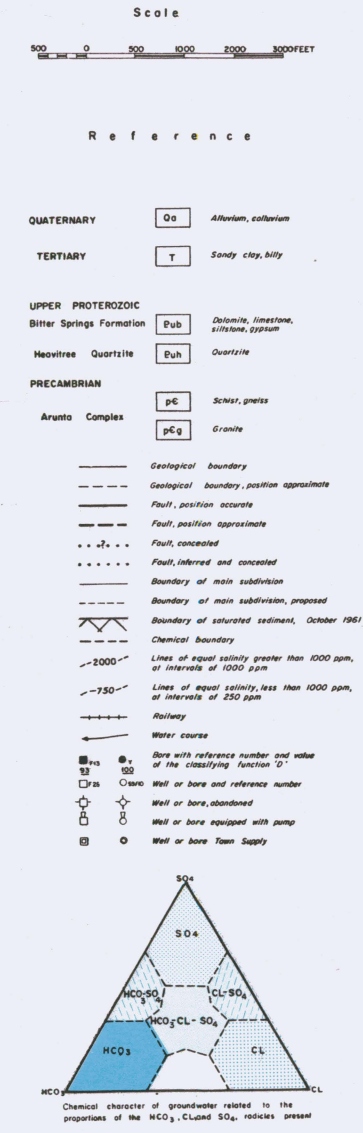 Scale
500 0 500 1000 2000 3000 FEET
Reference
QUATERNARY Qa Alluvium, colluvium
TERTIARY T Sandy clay, billy
UPPER PROTEROZOIC
Bitter Springs Formation Pub Dolomite, limestone,
siltstone, gypsum
Heavitree Quartzite Puh Quartzite
PRECAMBRIAN
Arunta Complex
p€ Schist, gneiss
p€g Granite
Geological boundary
Geological boundary, position approximate
Fault, position accurate
Fault, position approximate
? Fault, concealed
Fault, inferred and concealed
Boundary of main subdivision
Boundary of main subdivision, proposed
Boundary of saturated sediment, October 1961
Chemical boundary
2000 Lines of equal salinity greater than 1000 ppm,
at intervals of 1000 ppm
750 Lines of equal salinity, less than 1000 ppm,
at intervals of 250 ppm
Railway
Water course
F13 T Bore with reference number and value
93 100 of the classifying function 'D'
F25 Well or bore and reference number
Well or bore, abandoned
Well or bore equipped with pump
Well or bore Town Supply
SO4
SO4
HCO3-SO4 CL-SO4
HCO3-CL-SO4
HCO3 CL
HCO3 CL
Chemical character of groundwater related to the
proportions of the HCO3, CL, and SO4, radicles present